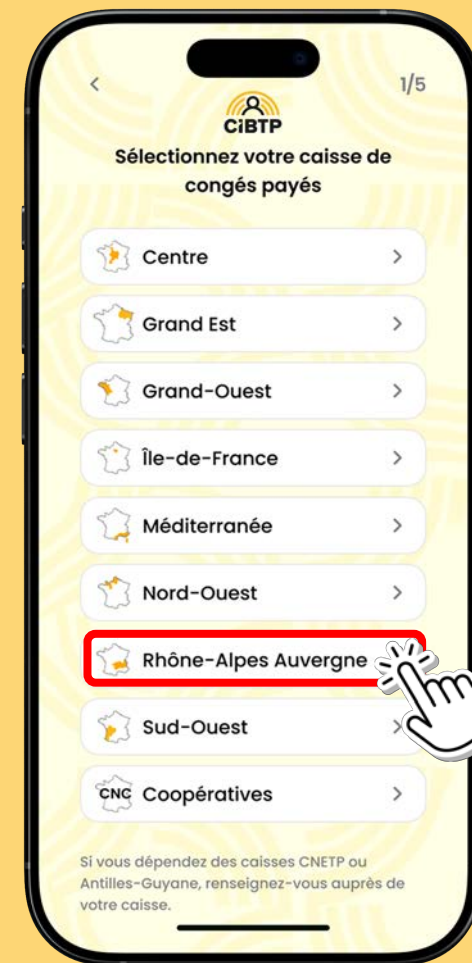 1/5
CiBTP
Sélectionnez votre caisse de
congés payés
Centre
Grand Est
Grand-Ouest
Île-de-France
Méditerranée
Nord-Ouest
Rhône-Alpes Auvergne
Sud-Ouest
CNC Coopératives
Si vous dépendez des caisses CNETP ou
Antilles-Guyane, renseignez-vous auprès de
votre caisse.